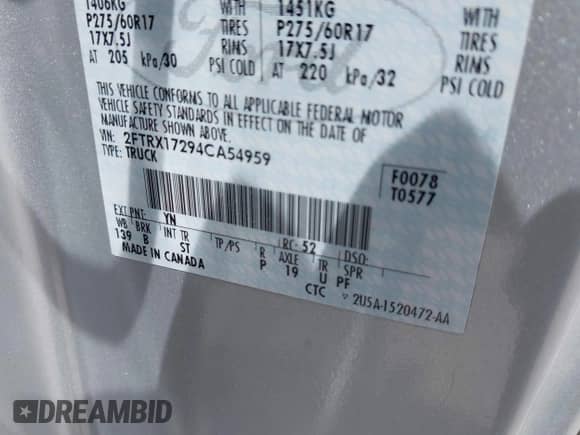 1406KG WITH 1451KG WITH
P275/60R17 TIRES P275/60R17 TIRES
17X7.5J RIMS 17X7.5J RIMS
AT 205 kPa/30 PSI COLD AT 220 kPa/32 PSI COLD
THIS VEHICLE CONFORMS TO ALL APPLICABLE FEDERAL MOTOR
VEHICLE SAFETY STANDARDS IN EFFECT ON THE DATE OF
MANUFACTURE SHOWN ABOVE.
VIN: 2FTRX17294CA54959
TYPE: TRUCK
F0078
T0577
EXT PNT: YN RC: 52 DSO:
WB BRK INT TR TP/PS R AXLE TR SPR
139 B ST P 19 U PF
MADE IN CANADA CTC ▽ 2U5A-1520472-AA
Ford
DREAMBID